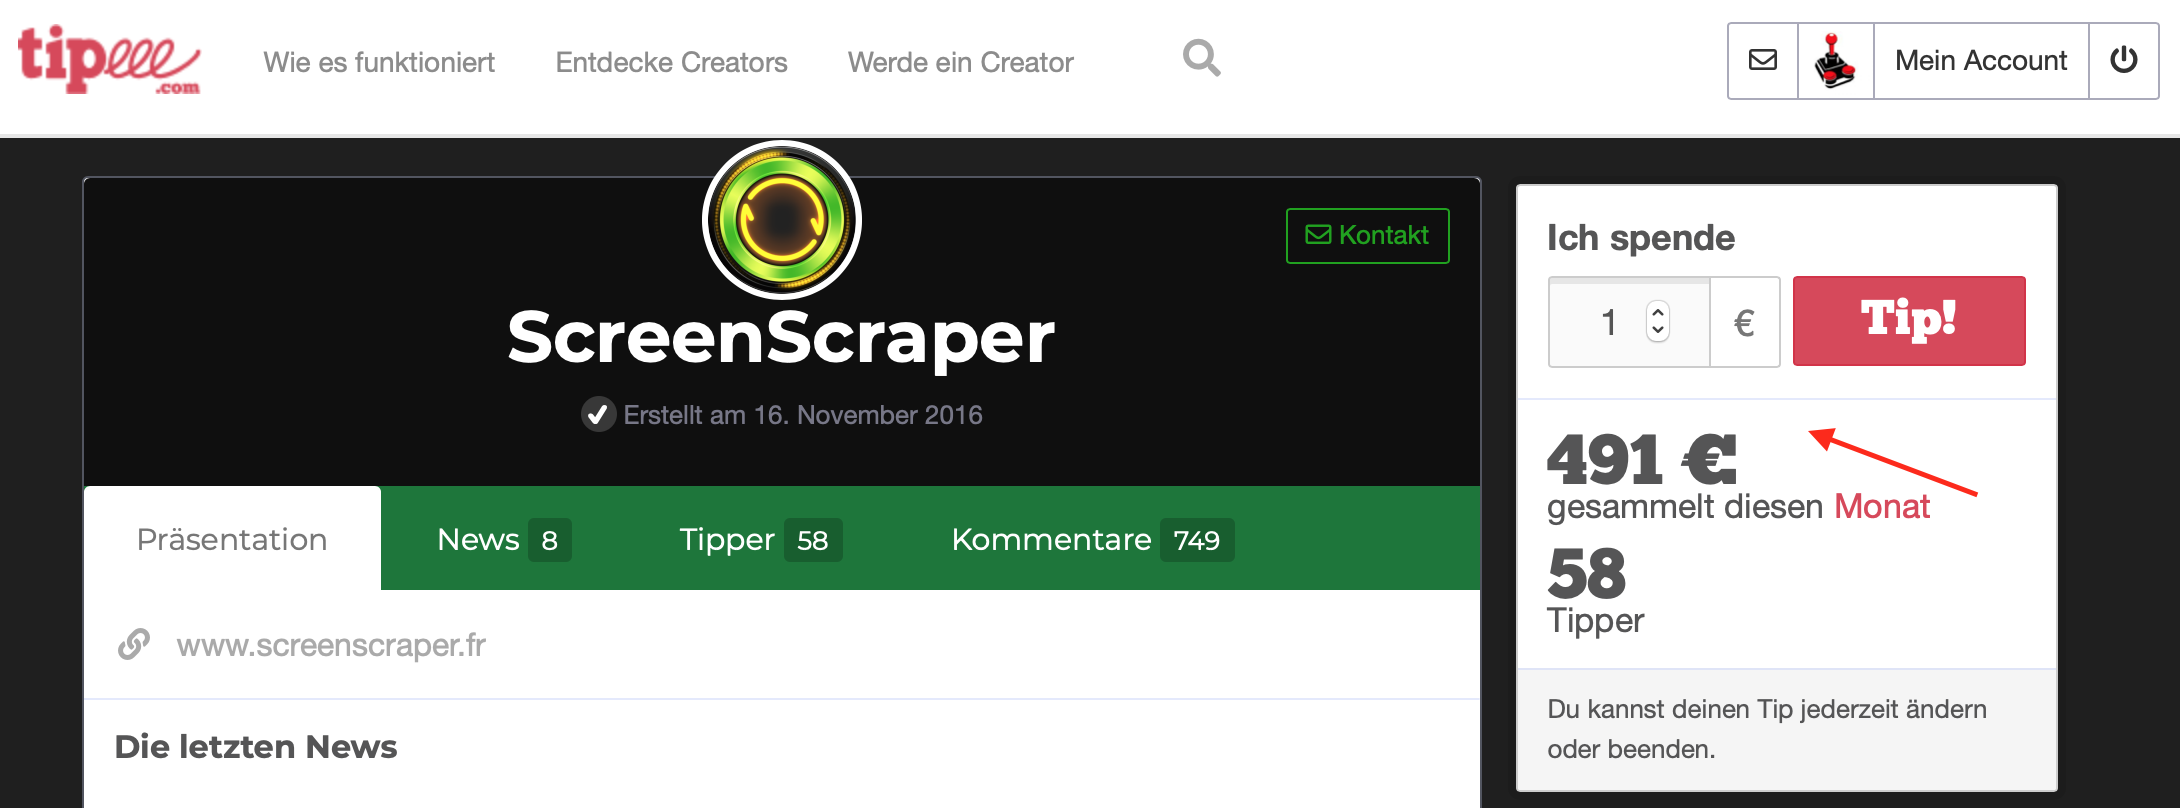 tipeee
.com
Wie es funktioniert
Entdecke Creators
Werde ein Creator
Mein Account
Kontakt
ScreenScraper
Erstellt am 16. November 2016
Präsentation
News 8
Tipper 58
Kommentare 749
www.screenscraper.fr
Die letzten News
Ich spende
1 €
Tip!
491 €
gesammelt diesen Monat
58
Tipper
Du kannst deinen Tip jederzeit ändern
oder beenden.